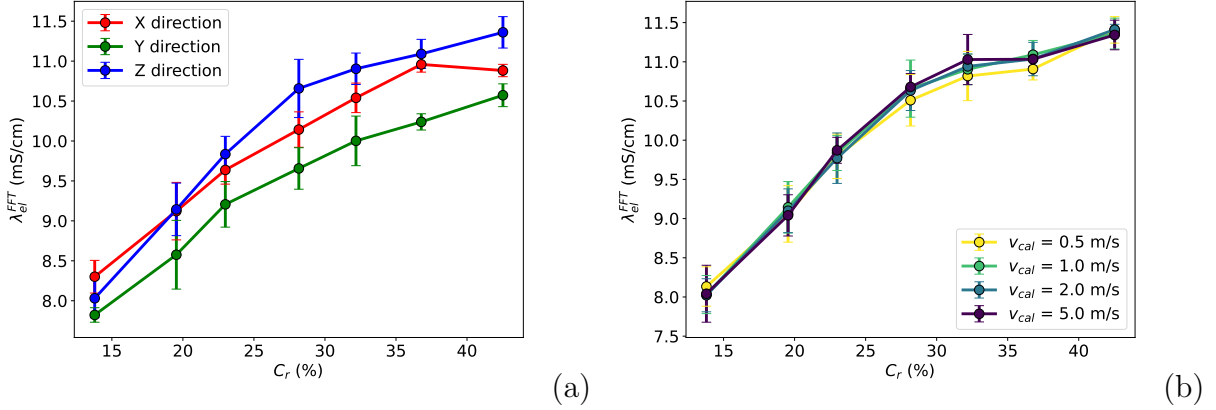 11.5
11.0
10.5
10.0
9.5
9.0
8.5
8.0
λ_el^FFT (mS/cm)
X direction
Y direction
Z direction
15 20 25 30 35 40
C_r (%)
(a)
11.5
11.0
10.5
10.0
9.5
9.0
8.5
8.0
7.5
λ_el^FFT (mS/cm)
v_cal = 0.5 m/s
v_cal = 1.0 m/s
v_cal = 2.0 m/s
v_cal = 5.0 m/s
15 20 25 30 35 40
C_r (%)
(b)